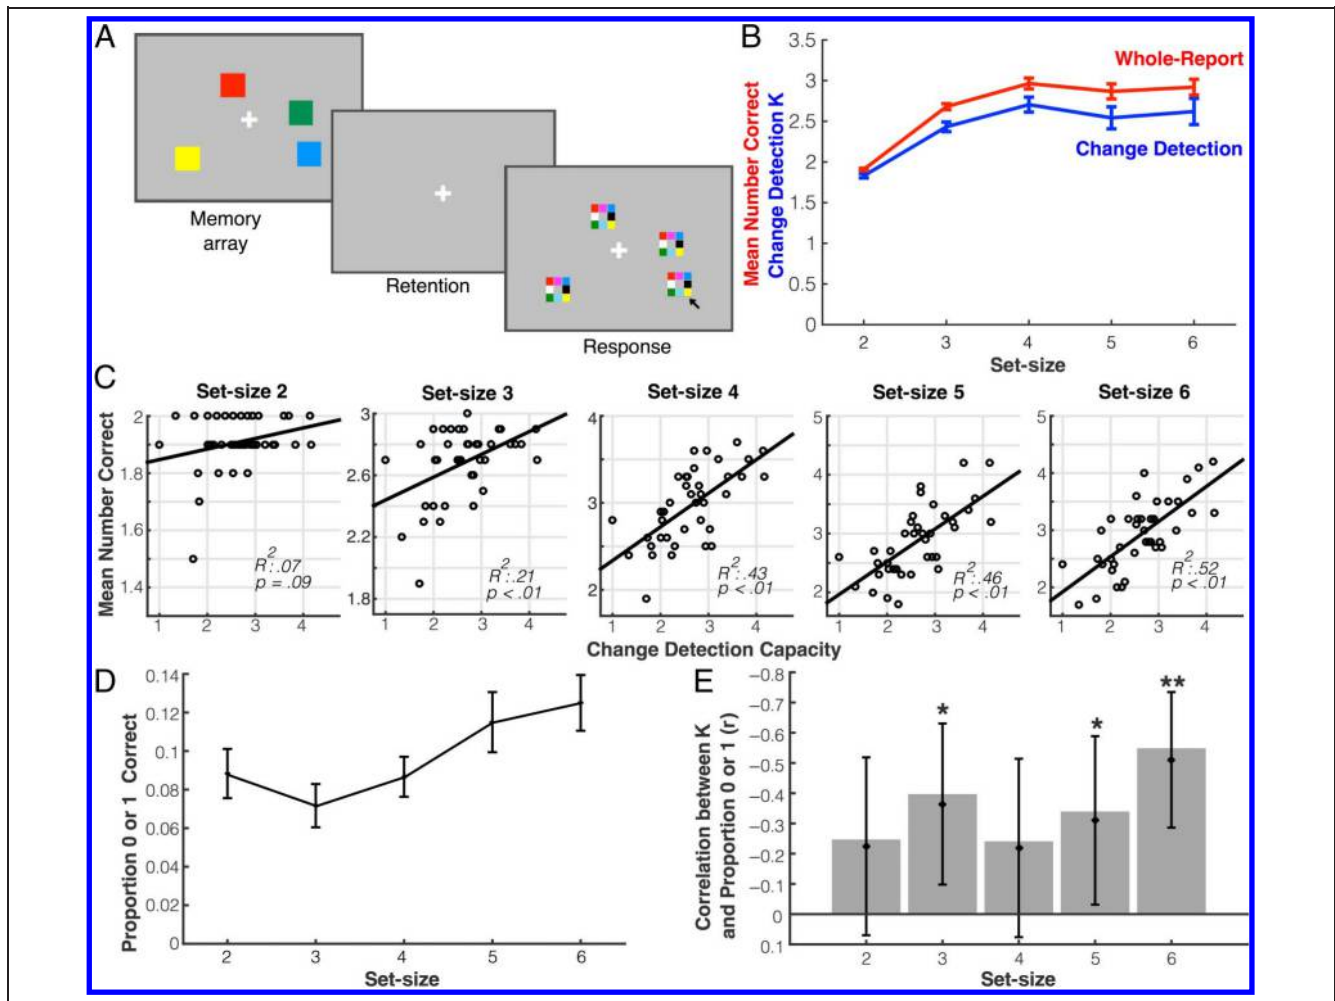 A
Memory
array
Retention
Response
B
Mean Number Correct
Change Detection K
3.5
3
2.5
2
1.5
1
0.5
0
Whole-Report
Change Detection
2 3 4 5 6
Set-size
C
Set-size 2
Set-size 3
Set-size 4
Set-size 5
Set-size 6
Mean Number Correct
2
1.8
1.6
1.4
1 2 3 4
R²:.07
p = .09
3
2.6
2.2
1.8
1 2 3 4
R²:.21
p < .01
4
3
2
1 2 3 4
R²:.43
p < .01
5
4
3
2
1 2 3 4
R²:.46
p < .01
5
4
3
2
1 2 3 4
R²:.52
p < .01
Change Detection Capacity
D
Proportion 0 or 1 Correct
0.14
0.12
0.1
0.08
0.06
0.04
0.02
0
2 3 4 5 6
Set-size
E
Correlation between K
and Proportion 0 or 1 (r)
−0.8
−0.7
−0.6
−0.5
−0.4
−0.3
−0.2
−0.1
0
0.1
* * **
2 3 4 5 6
Set-size